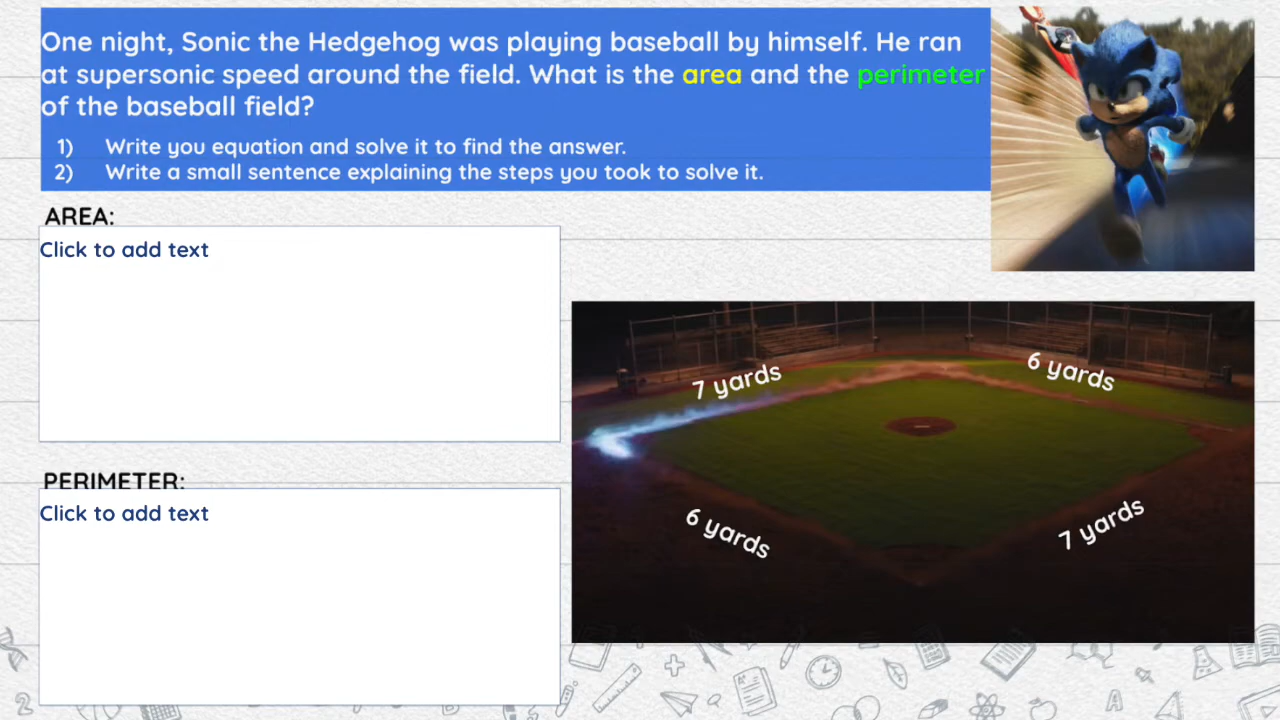 One night, Sonic the Hedgehog was playing baseball by himself. He ran
at supersonic speed around the field. What is the area and the perimeter
of the baseball field?
1) Write you equation and solve it to find the answer.
2) Write a small sentence explaining the steps you took to solve it.
AREA:
Click to add text
7 yards
6 yards
PERIMETER:
Click to add text
6 yards
7 yards